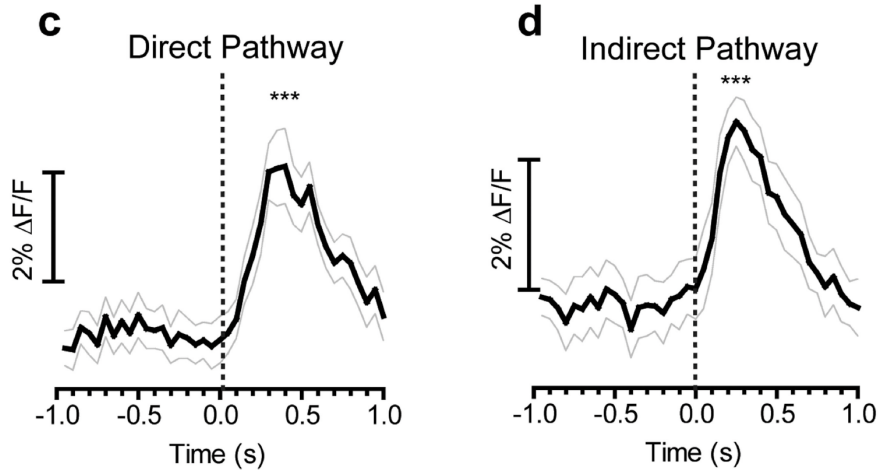 c
Direct Pathway
***
2% ΔF/F
-1.0 -0.5 0.0 0.5 1.0
Time (s)
d
Indirect Pathway
***
2% ΔF/F
-1.0 -0.5 0.0 0.5 1.0
Time (s)